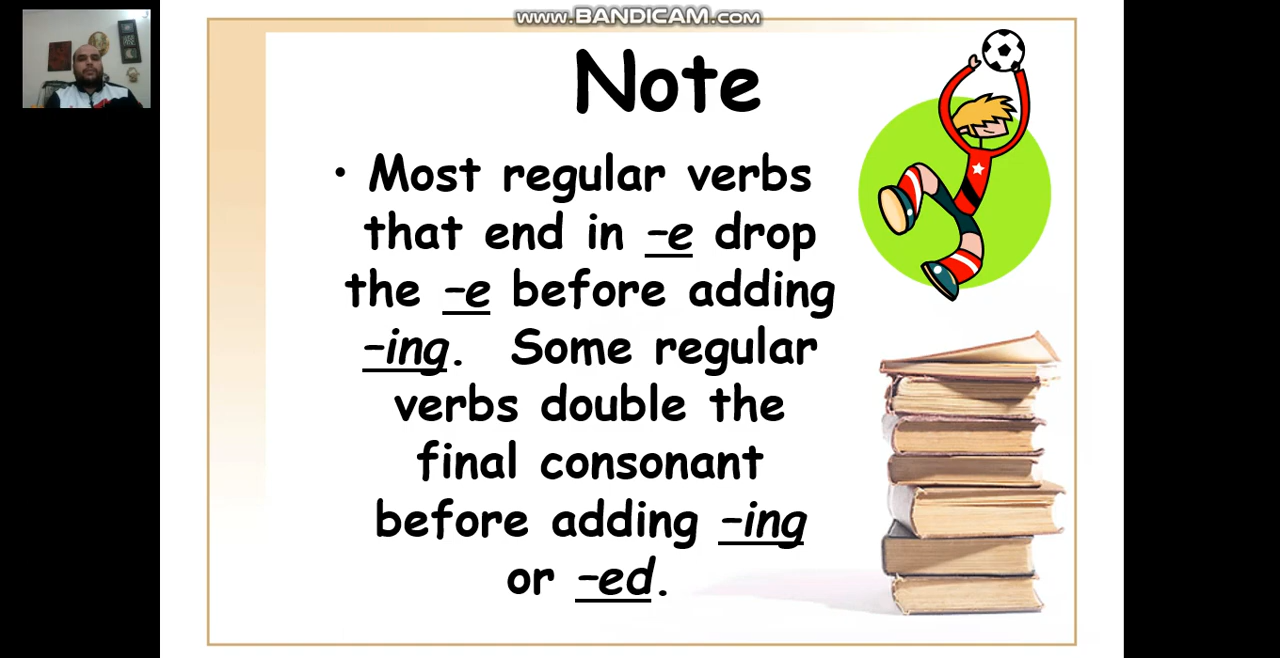 www.BANDICAM.com
Note
• Most regular verbs
that end in –e drop
the –e before adding
–ing. Some regular
verbs double the
final consonant
before adding –ing
or –ed.